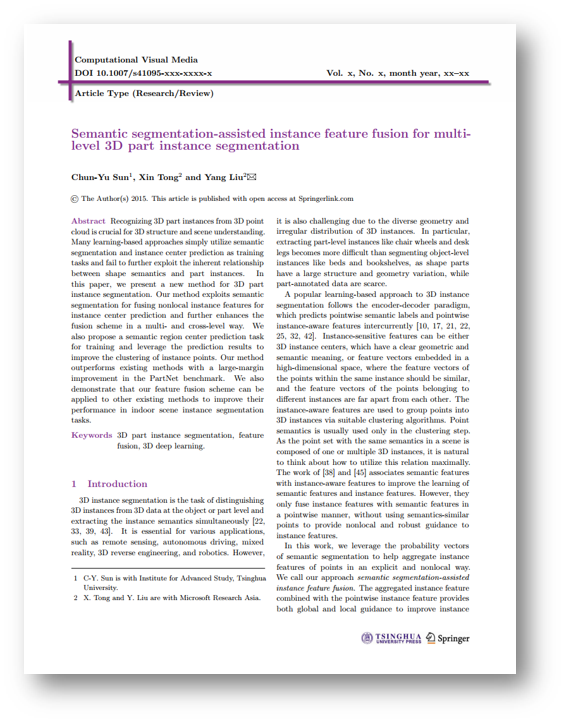 Computational Visual Media
DOI 10.1007/s41095-xxx-xxxx-x Vol. x, No. x, month year, xx–xx
Article Type (Research/Review)
Semantic segmentation-assisted instance feature fusion for multi-
level 3D part instance segmentation
Chun-Yu Sun1, Xin Tong2 and Yang Liu2✉
© The Author(s) 2015. This article is published with open access at Springerlink.com
Abstract Recognizing 3D part instances from 3D point
cloud is crucial for 3D structure and scene understanding.
Many learning-based approaches simply utilize semantic
segmentation and instance center prediction as training
tasks and fail to further exploit the inherent relationship
between shape semantics and part instances. In
this paper, we present a new method for 3D part
instance segmentation. Our method exploits semantic
segmentation for fusing nonlocal instance features for
instance center prediction and further enhances the
fusion scheme in a multi- and cross-level way. We
also propose a semantic region center prediction task
for training and leverage the prediction results to
improve the clustering of instance points. Our method
outperforms existing methods with a large-margin
improvement in the PartNet benchmark. We also
demonstrate that our feature fusion scheme can be
applied to other existing methods to improve their
performance in indoor scene instance segmentation
tasks.
Keywords 3D part instance segmentation, feature
fusion, 3D deep learning.
1 Introduction
3D instance segmentation is the task of distinguishing
3D instances from 3D data at the object or part level and
extracting the instance semantics simultaneously [22,
33, 39, 43]. It is essential for various applications,
such as remote sensing, autonomous driving, mixed
reality, 3D reverse engineering, and robotics. However,
1 C-Y. Sun is with Institute for Advanced Study, Tsinghua
University.
2 X. Tong and Y. Liu are with Microsoft Research Asia.
it is also challenging due to the diverse geometry and
irregular distribution of 3D instances. In particular,
extracting part-level instances like chair wheels and desk
legs becomes more difficult than segmenting object-level
instances like beds and bookshelves, as shape parts
have a large structure and geometry variation, while
part-annotated data are scarce.
A popular learning-based approach to 3D instance
segmentation follows the encoder-decoder paradigm,
which predicts pointwise semantic labels and pointwise
instance-aware features intercurrently [10, 17, 21, 22,
25, 32, 42]. Instance-sensitive features can be either
3D instance centers, which have a clear geometric and
semantic meaning, or feature vectors embedded in a
high-dimensional space, where the feature vectors of
the points within the same instance should be similar,
and the feature vectors of the points belonging to
different instances are far apart from each other. The
instance-aware features are used to group points into
3D instances via suitable clustering algorithms. Point
semantics is usually used only in the clustering step.
As the point set with the same semantics in a scene is
composed of one or multiple 3D instances, it is natural
to think about how to utilize this relation maximally.
The work of [38] and [45] associates semantic features
with instance-aware features to improve the learning of
semantic features and instance features. However, they
only fuse instance features with semantic features in
a pointwise manner, without using semantics-similar
points to provide nonlocal and robust guidance to
instance features.
In this work, we leverage the probability vectors
of semantic segmentation to help aggregate instance
features of points in an explicit and nonlocal way.
We call our approach semantic segmentation-assisted
instance feature fusion. The aggregated instance feature
combined with the pointwise instance feature provides
both global and local guidance to improve instance
TSINGHUA
UNIVERSITY PRESS
Springer